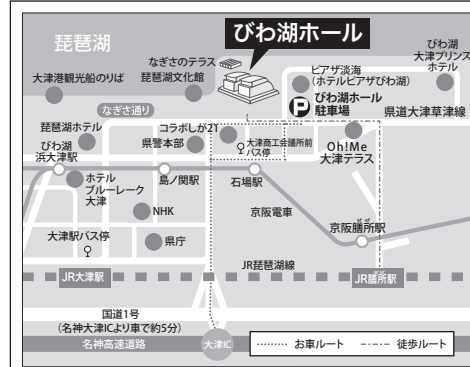 琵琶湖
びわ湖ホール
なぎさのテラス
琵琶湖文化館
大津港観光船のりば
ピアザ淡海
(ホテルピアザびわ湖)
びわ湖
大津プリンス
ホテル
P
びわ湖ホール
駐車場
県道大津草津線
なぎさ通り
琵琶湖ホテル
コラボしが21
県警本部
大津商工会議所前
バス停
Oh!Me
大津テラス
びわ湖
浜大津駅
島ノ関駅
石場駅
ホテル
ブルーレーク
大津
NHK
京阪電車
京阪膳所駅
ぜぜ
大津駅バス停
県庁
JR琵琶湖線
JR大津駅
JR膳所駅
ぜぜ
国道1号
(名神大津ICより車で約5分)
名神高速道路
大津IC
お車ルート
徒歩ルート